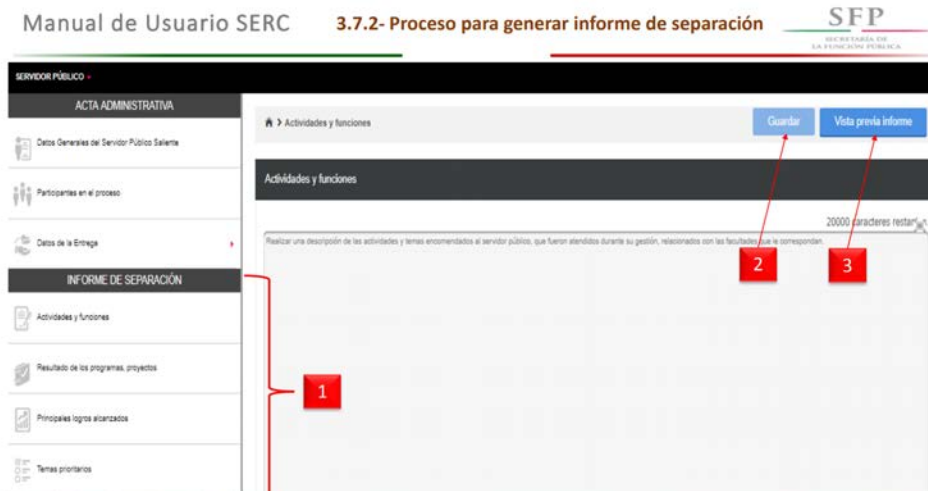 Manual de Usuario SERC
3.7.2- Proceso para generar informe de separación
SFP
SECRETARÍA DE
LA FUNCIÓN PÚBLICA
SERVIDOR PÚBLICO
ACTA ADMINISTRATIVA
Datos Generales del Servidor Público Saliente
Participantes en el proceso
Datos de la Entrega
INFORME DE SEPARACIÓN
Actividades y funciones
Resultado de los programas, proyectos
Principales logros alcanzados
Temas prioritarios
> Actividades y funciones
Guardar
Vista previa informe
Actividades y funciones
20000 caracteres
Realizar una descripción de las actividades y temas encomendados al servidor público, que fueron atendidos durante su gestión, relacionados con las facultades que le correspondan.
1
2
3